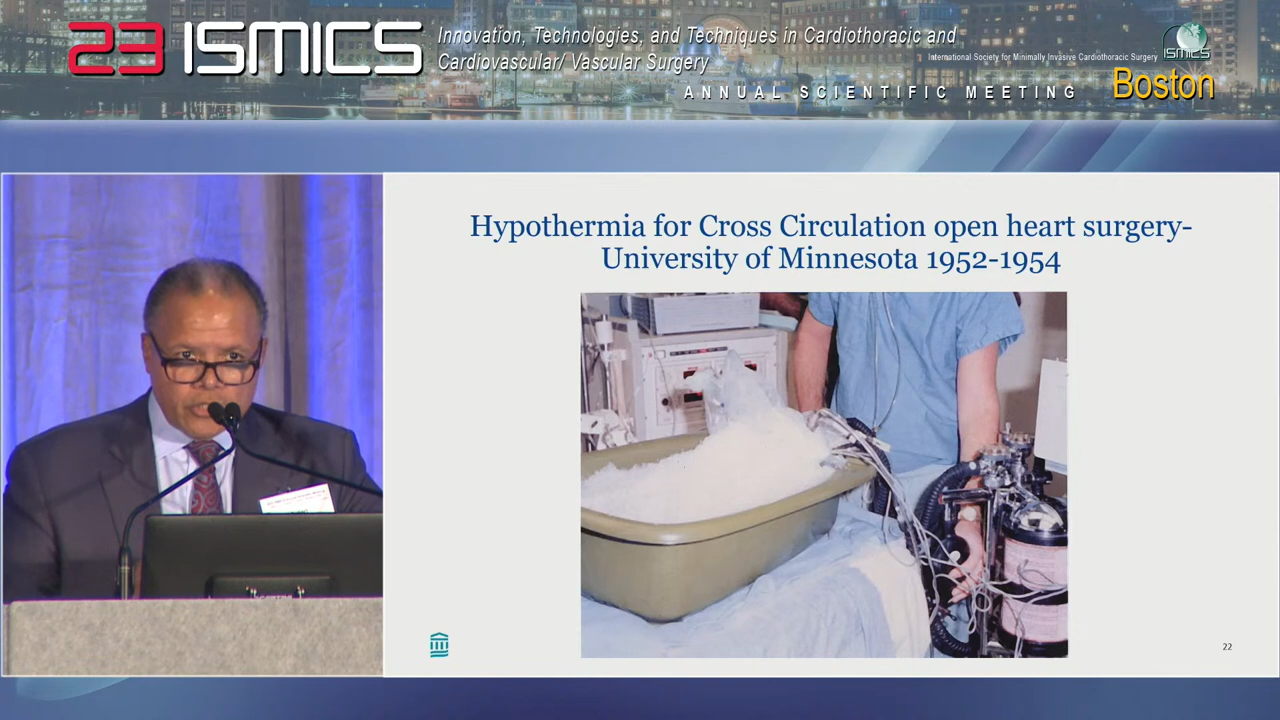 23 ISMICS
Innovation, Technologies, and Techniques in Cardiothoracic and
Cardiovascular/ Vascular Surgery
International Society for Minimally Invasive Cardiothoracic Surgery
ISMICS
ANNUAL SCIENTIFIC MEETING
Boston
Hypothermia for Cross Circulation open heart surgery-
University of Minnesota 1952-1954
22